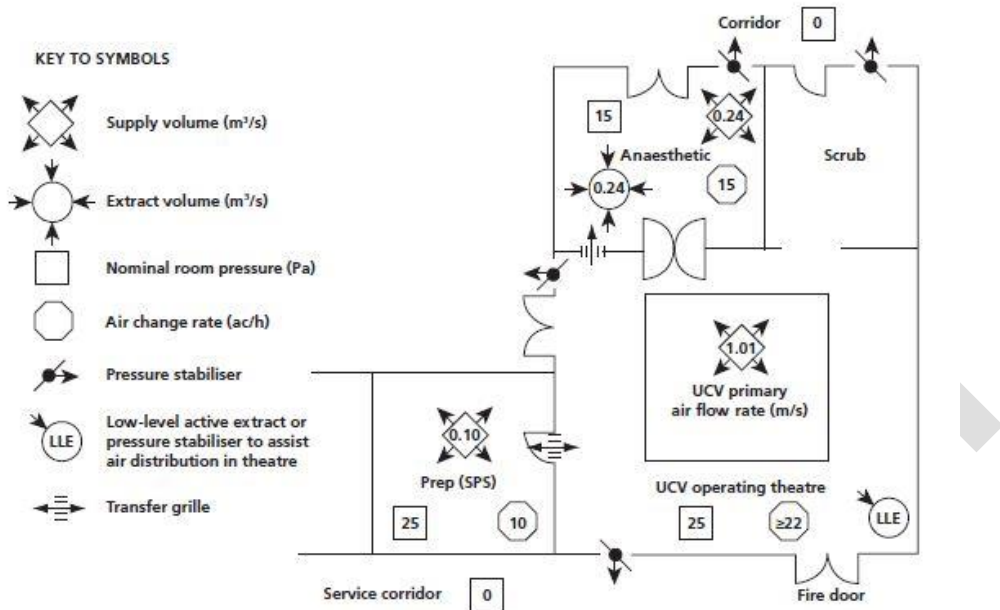 KEY TO SYMBOLS
Supply volume (m³/s)
Extract volume (m³/s)
Nominal room pressure (Pa)
Air change rate (ac/h)
Pressure stabiliser
LLE
Low-level active extract or
pressure stabiliser to assist
air distribution in theatre
Transfer grille
Corridor 0
15
0.24
Anaesthetic
0.24
15
Scrub
1.01
UCV primary
air flow rate (m/s)
0.10
Prep (SPS)
25
10
UCV operating theatre
25
≥22
LLE
Service corridor 0
Fire door